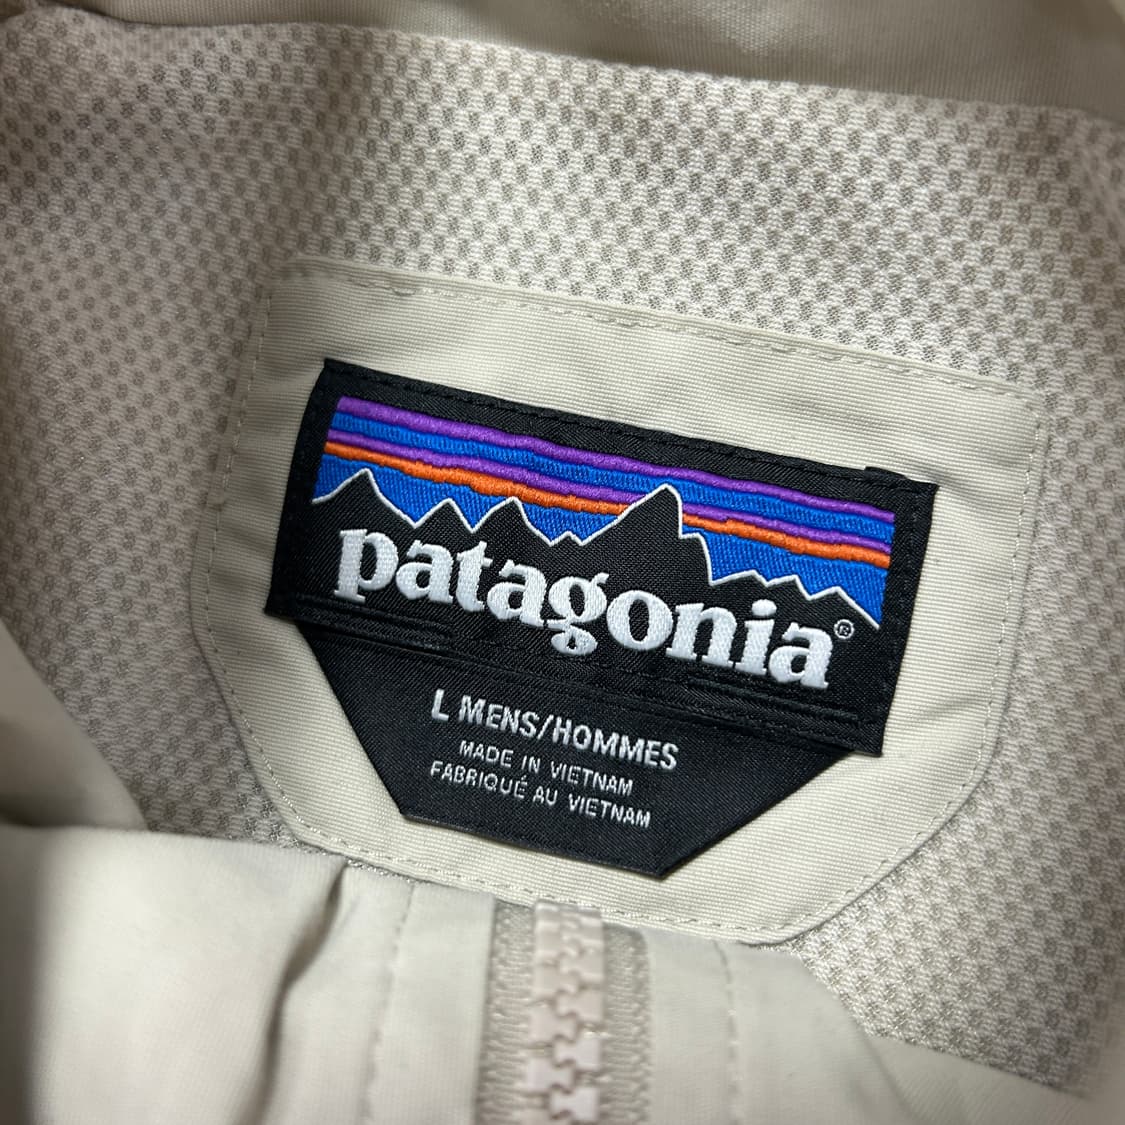 patagonia®
L MENS/HOMMES
MADE IN VIETNAM
FABRIQUÉ AU VIETNAM